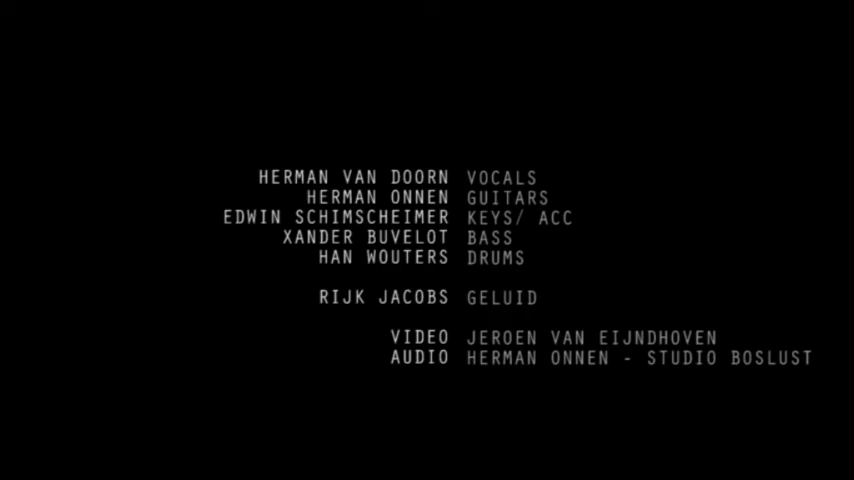 HERMAN VAN DOORN VOCALS
HERMAN ONNEN GUITARS
EDWIN SCHIMSCHEIMER KEYS/ ACC
XANDER BUVELOT BASS
HAN WOUTERS DRUMS
RIJK JACOBS GELUID
VIDEO JEROEN VAN EIJNDHOVEN
AUDIO HERMAN ONNEN - STUDIO BOSLUST